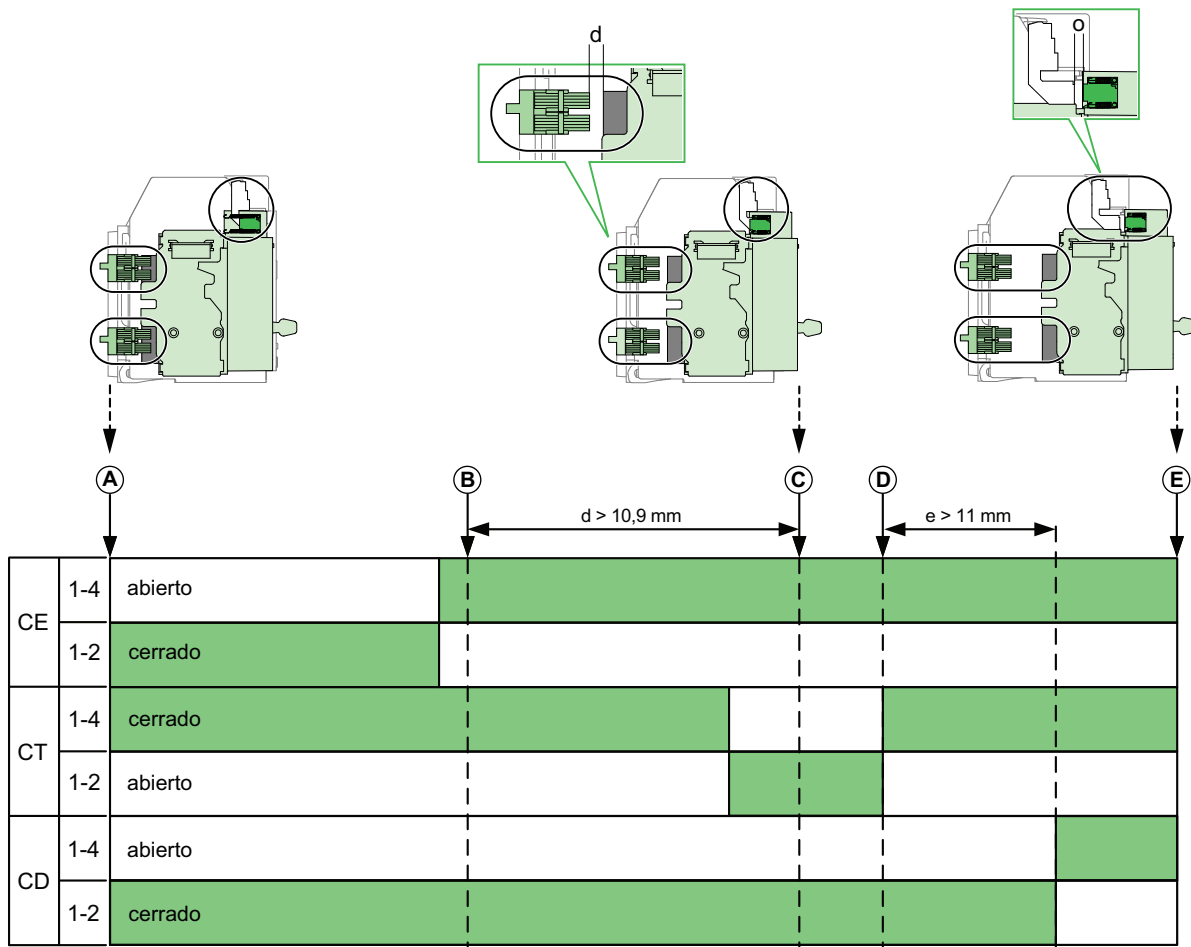 d
o
A
B
C
D
E
d > 10,9 mm
e > 11 mm
CE
1-4
abierto
1-2
cerrado
CT
1-4
cerrado
1-2
abierto
CD
1-4
abierto
1-2
cerrado